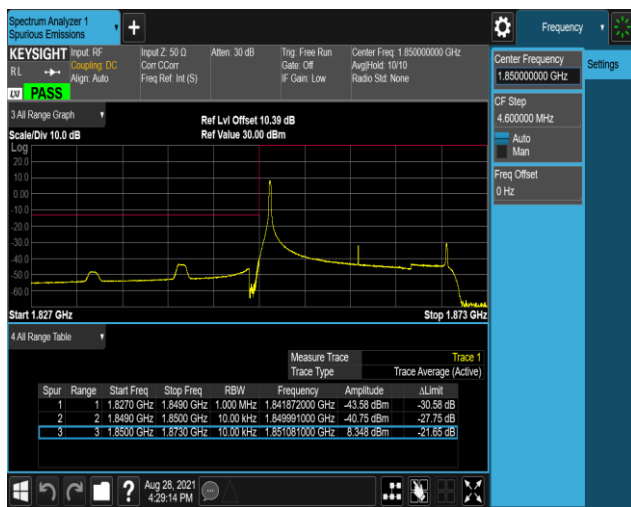 Spectrum Analyzer 1
Spurious Emissions
Frequency
KEYSIGHT Input: RF Input Z: 50 Ω Atten: 30 dB Trig: Free Run Center Freq: 1.850000000 GHz
RL Coupling: DC Corr CCorr Gate: Off Avg|Hold: 10/10
Align: Auto Freq Ref: Int (S) IF Gain: Low Radio Std: None
LXI PASS
Center Frequency
1.850000000 GHz
Settings
CF Step
4.600000 MHz
Auto
Man
Freq Offset
0 Hz
3 All Range Graph
Ref Lvl Offset 10.39 dB
Scale/Div 10.0 dB Ref Value 30.00 dBm
Log
20.0
10.0
0.00
-10.0
-20.0
-30.0
-40.0
-50.0
-60.0
Start 1.827 GHz Stop 1.873 GHz
4 All Range Table
Measure Trace Trace 1
Trace Type Trace Average (Active)
Spur Range Start Freq Stop Freq RBW Frequency Amplitude ΔLimit
1 1 1.8270 GHz 1.8490 GHz 1.000 MHz 1.841872000 GHz -43.58 dBm -30.58 dB
2 2 1.8490 GHz 1.8500 GHz 10.00 kHz 1.849991000 GHz -40.75 dBm -27.75 dB
3 3 1.8500 GHz 1.8730 GHz 10.00 kHz 1.851081000 GHz 8.348 dBm -21.65 dB
? Aug 28, 2021
4:29:14 PM